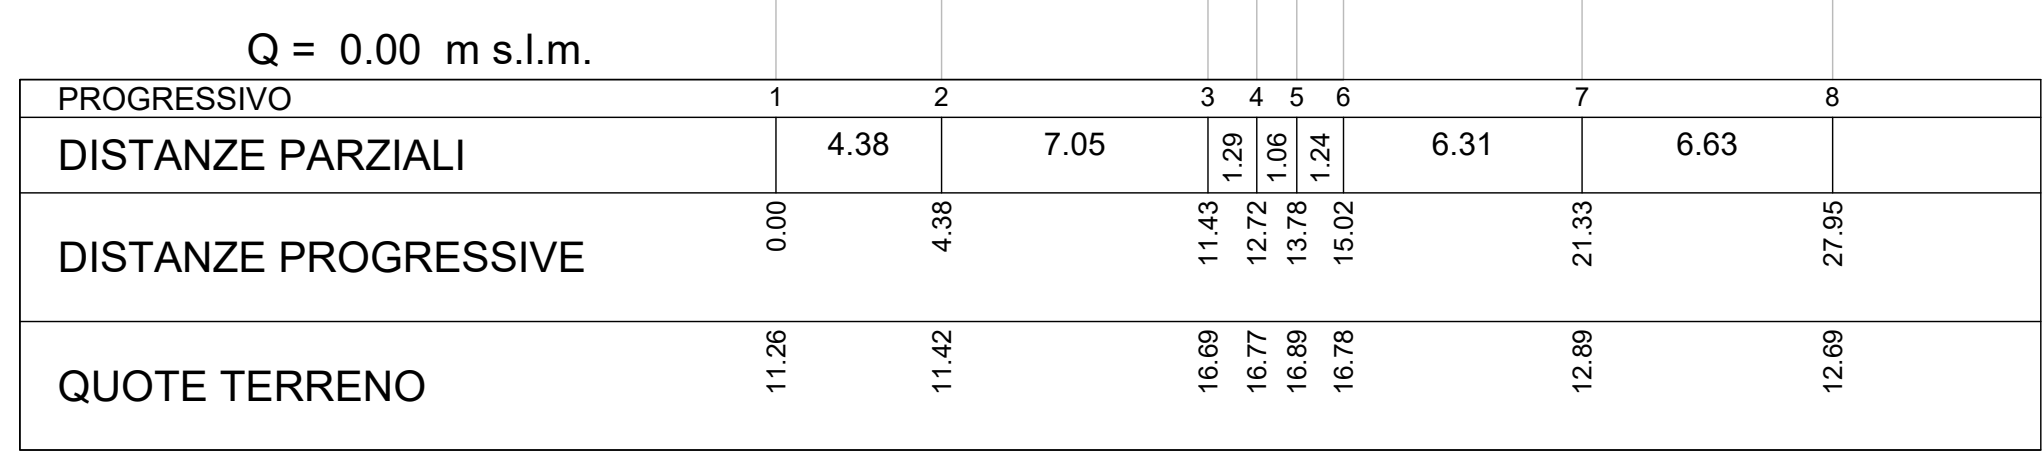 Q = 0.00 m s.l.m.
PROGRESSIVO 1 2 3 4 5 6 7 8
DISTANZE PARZIALI 4.38 7.05 1.29 1.06 1.24 6.31 6.63
DISTANZE PROGRESSIVE 0.00 4.38 11.43 12.72 13.78 15.02 21.33 27.95
QUOTE TERRENO 11.26 11.42 16.69 16.77 16.89 16.78 12.89 12.69